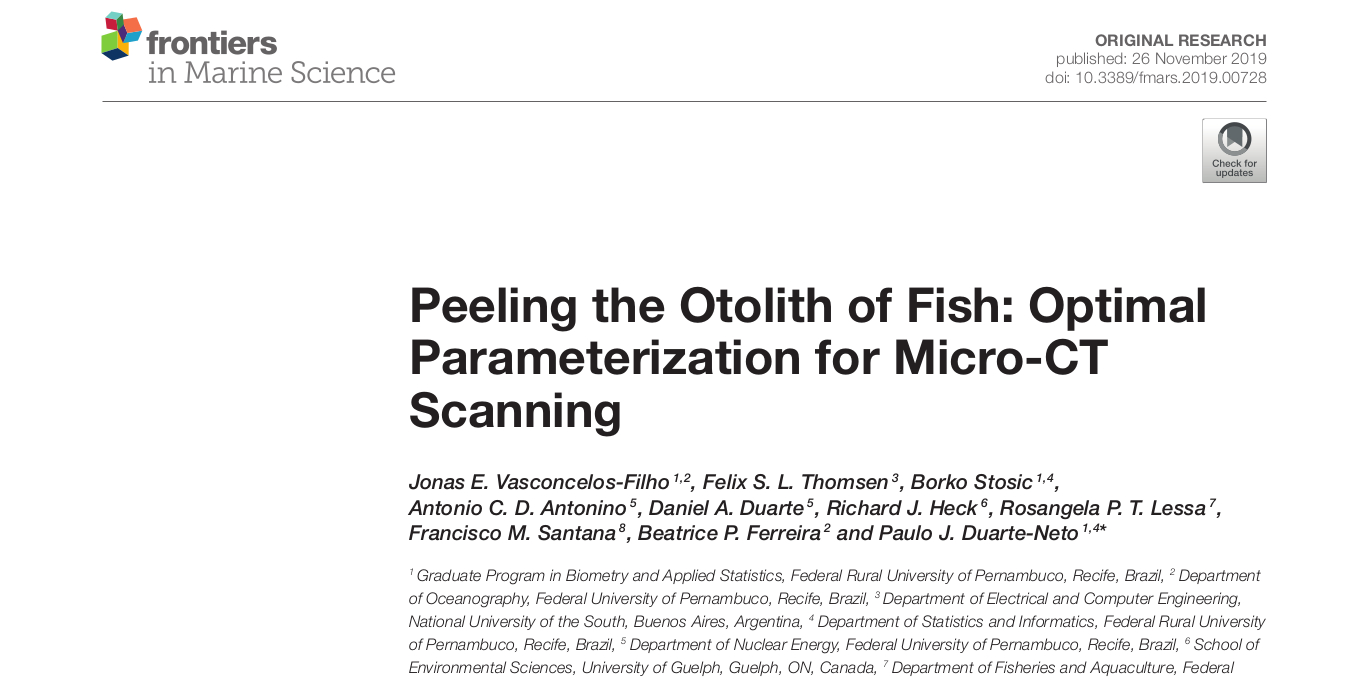 frontiers
in Marine Science
ORIGINAL RESEARCH
published: 26 November 2019
doi: 10.3389/fmars.2019.00728
Check for
updates
Peeling the Otolith of Fish: Optimal
Parameterization for Micro-CT
Scanning
Jonas E. Vasconcelos-Filho 1,2, Felix S. L. Thomsen 3, Borko Stosic 1,4,
Antonio C. D. Antonino 5, Daniel A. Duarte 5, Richard J. Heck 6, Rosangela P. T. Lessa 7,
Francisco M. Santana 8, Beatrice P. Ferreira 2 and Paulo J. Duarte-Neto 1,4*
1 Graduate Program in Biometry and Applied Statistics, Federal Rural University of Pernambuco, Recife, Brazil, 2 Department
of Oceanography, Federal University of Pernambuco, Recife, Brazil, 3 Department of Electrical and Computer Engineering,
National University of the South, Buenos Aires, Argentina, 4 Department of Statistics and Informatics, Federal Rural University
of Pernambuco, Recife, Brazil, 5 Department of Nuclear Energy, Federal University of Pernambuco, Recife, Brazil, 6 School of
Environmental Sciences, University of Guelph, Guelph, ON, Canada, 7 Department of Fisheries and Aquaculture, Federal